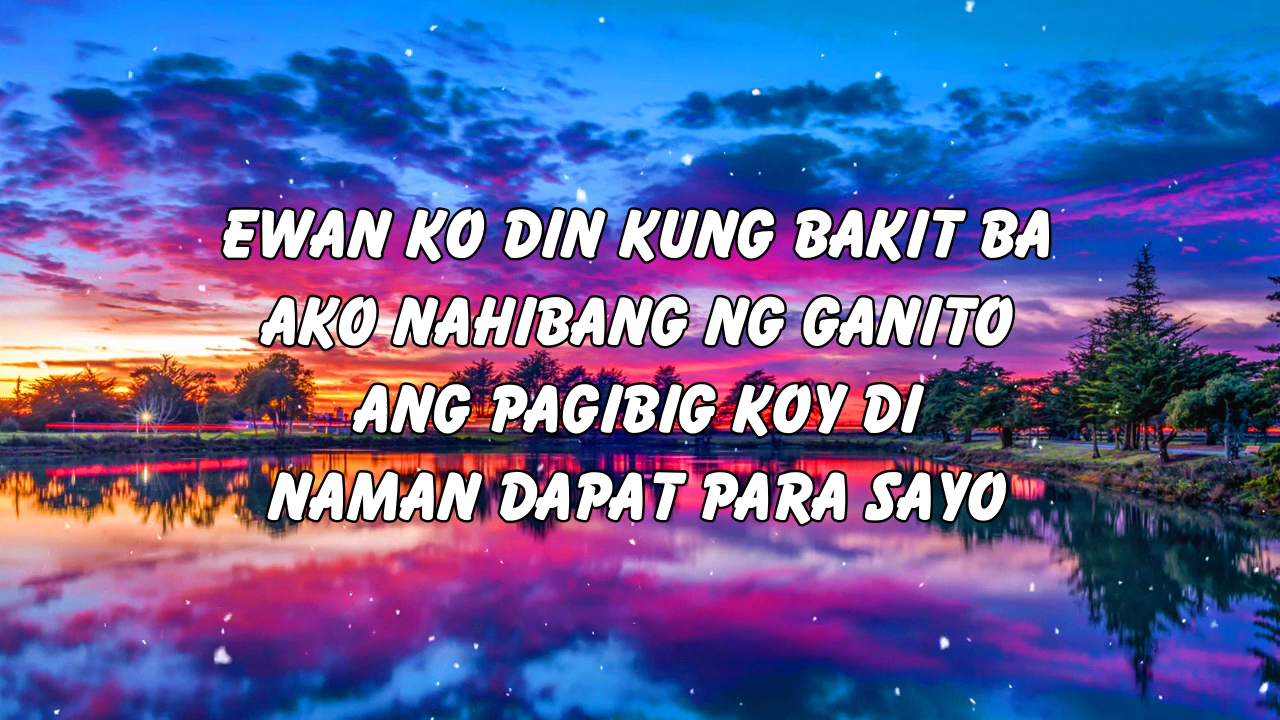 EWAN KO DIN KUNG BAKIT BA
AKO NAHIBANG NG GANITO
ANG PAGIBIG KOY DI
NAMAN DAPAT PARA SAYO